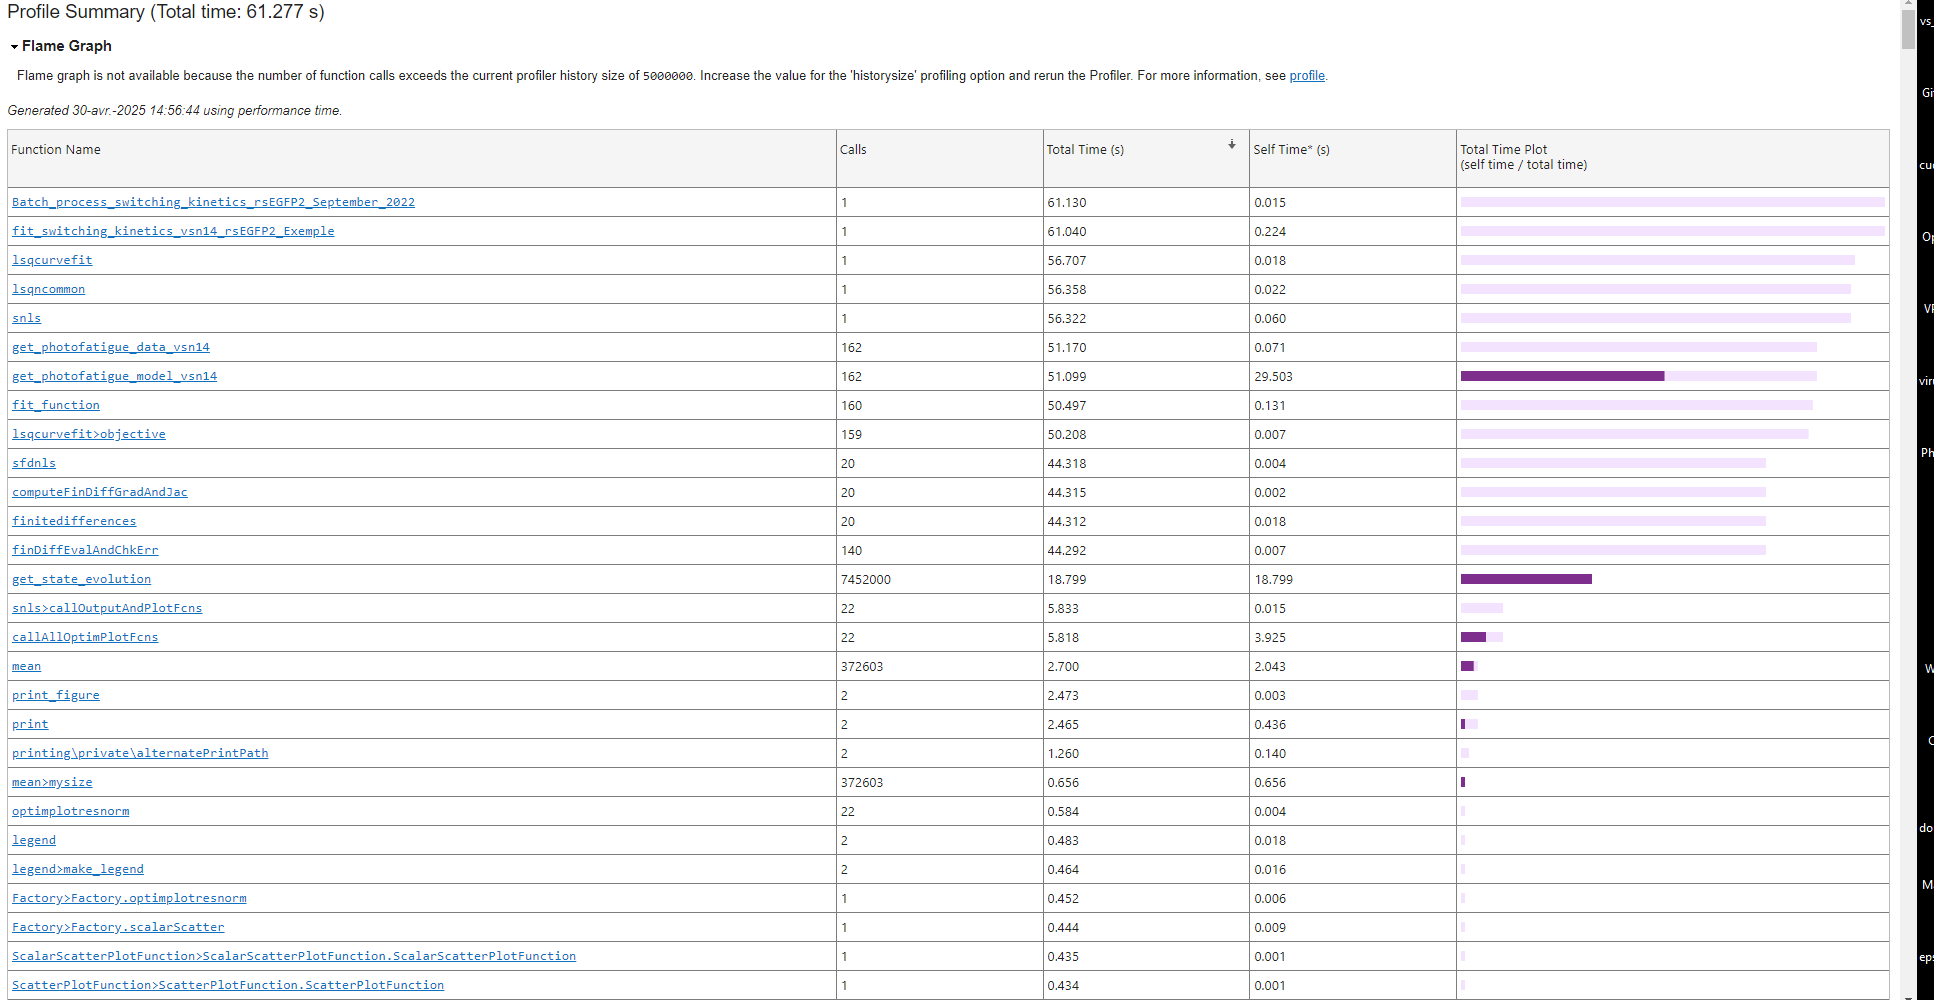 Profile Summary (Total time: 61.277 s)
Flame Graph
Flame graph is not available because the number of function calls exceeds the current profiler history size of 5000000. Increase the value for the 'historysize' profiling option and rerun the Profiler. For more information, see profile.
Generated 30-avr.-2025 14:56:44 using performance time.
Function Name Calls Total Time (s) Self Time* (s) Total Time Plot
(self time / total time)
Batch_process_switching_kinetics_rsEGFP2_September_2022 1 61.130 0.015
fit_switching_kinetics_vsn14_rsEGFP2_Exemple 1 61.040 0.224
lsqcurvefit 1 56.707 0.018
lsqncommon 1 56.358 0.022
snls 1 56.322 0.060
get_photofatigue_data_vsn14 162 51.170 0.071
get_photofatigue_model_vsn14 162 51.099 29.503
fit_function 160 50.497 0.131
lsqcurvefit>objective 159 50.208 0.007
sfdnls 20 44.318 0.004
computeFinDiffGradAndJac 20 44.315 0.002
finitedifferences 20 44.312 0.018
finDiffEvalAndChkErr 140 44.292 0.007
get_state_evolution 7452000 18.799 18.799
snls>callOutputAndPlotFcns 22 5.833 0.015
callAllOptimPlotFcns 22 5.818 3.925
mean 372603 2.700 2.043
print_figure 2 2.473 0.003
print 2 2.465 0.436
printing\private\alternatePrintPath 2 1.260 0.140
mean>mysize 372603 0.656 0.656
optimplotresnorm 22 0.584 0.004
legend 2 0.483 0.018
legend>make_legend 2 0.464 0.016
Factory>Factory.optimplotresnorm 1 0.452 0.006
Factory>Factory.scalarScatter 1 0.444 0.009
ScalarScatterPlotFunction>ScalarScatterPlotFunction.ScalarScatterPlotFunction 1 0.435 0.001
ScatterPlotFunction>ScatterPlotFunction.ScatterPlotFunction 1 0.434 0.001
vs_
Gi
cu
Op
VP
viru
Ph
W
C
do
Ma
eps